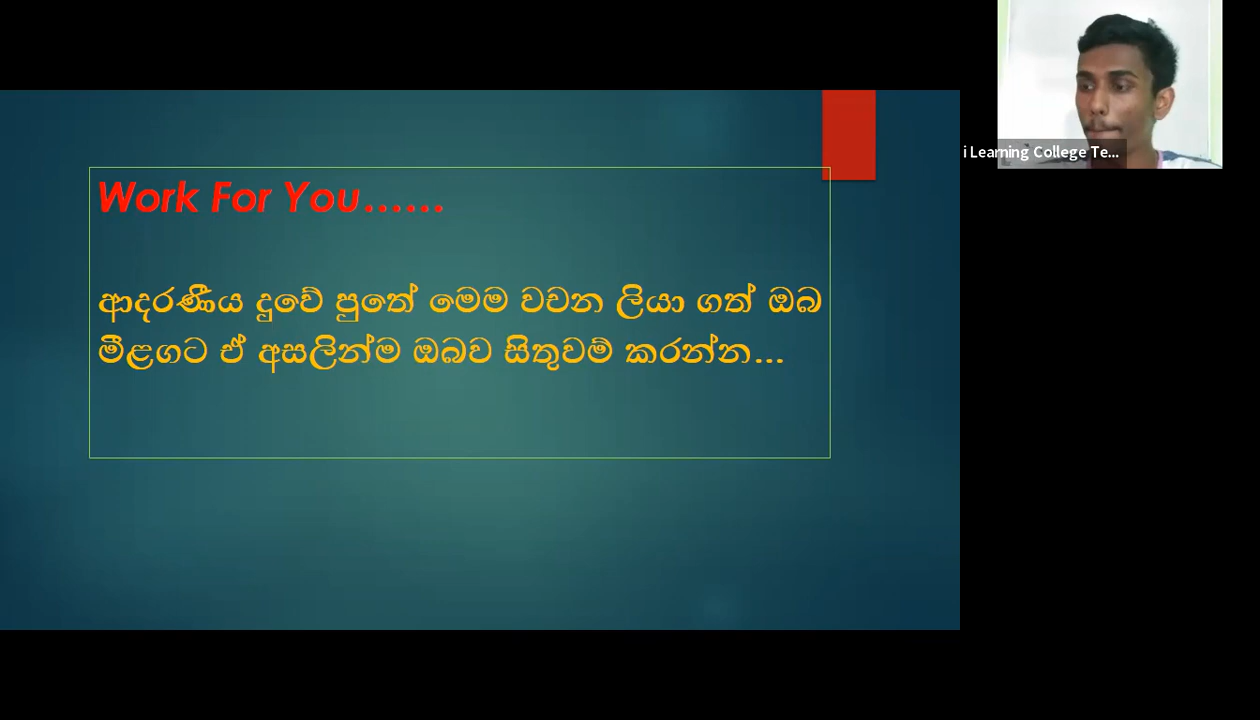 Work For You......
ආදරණීය දුවේ පුතේ මෙම වචන ලියා ගත් ඔබ
මීළගට ඒ අසලින්ම ඔබව සිතුවම් කරන්න...
i Learning College Te...